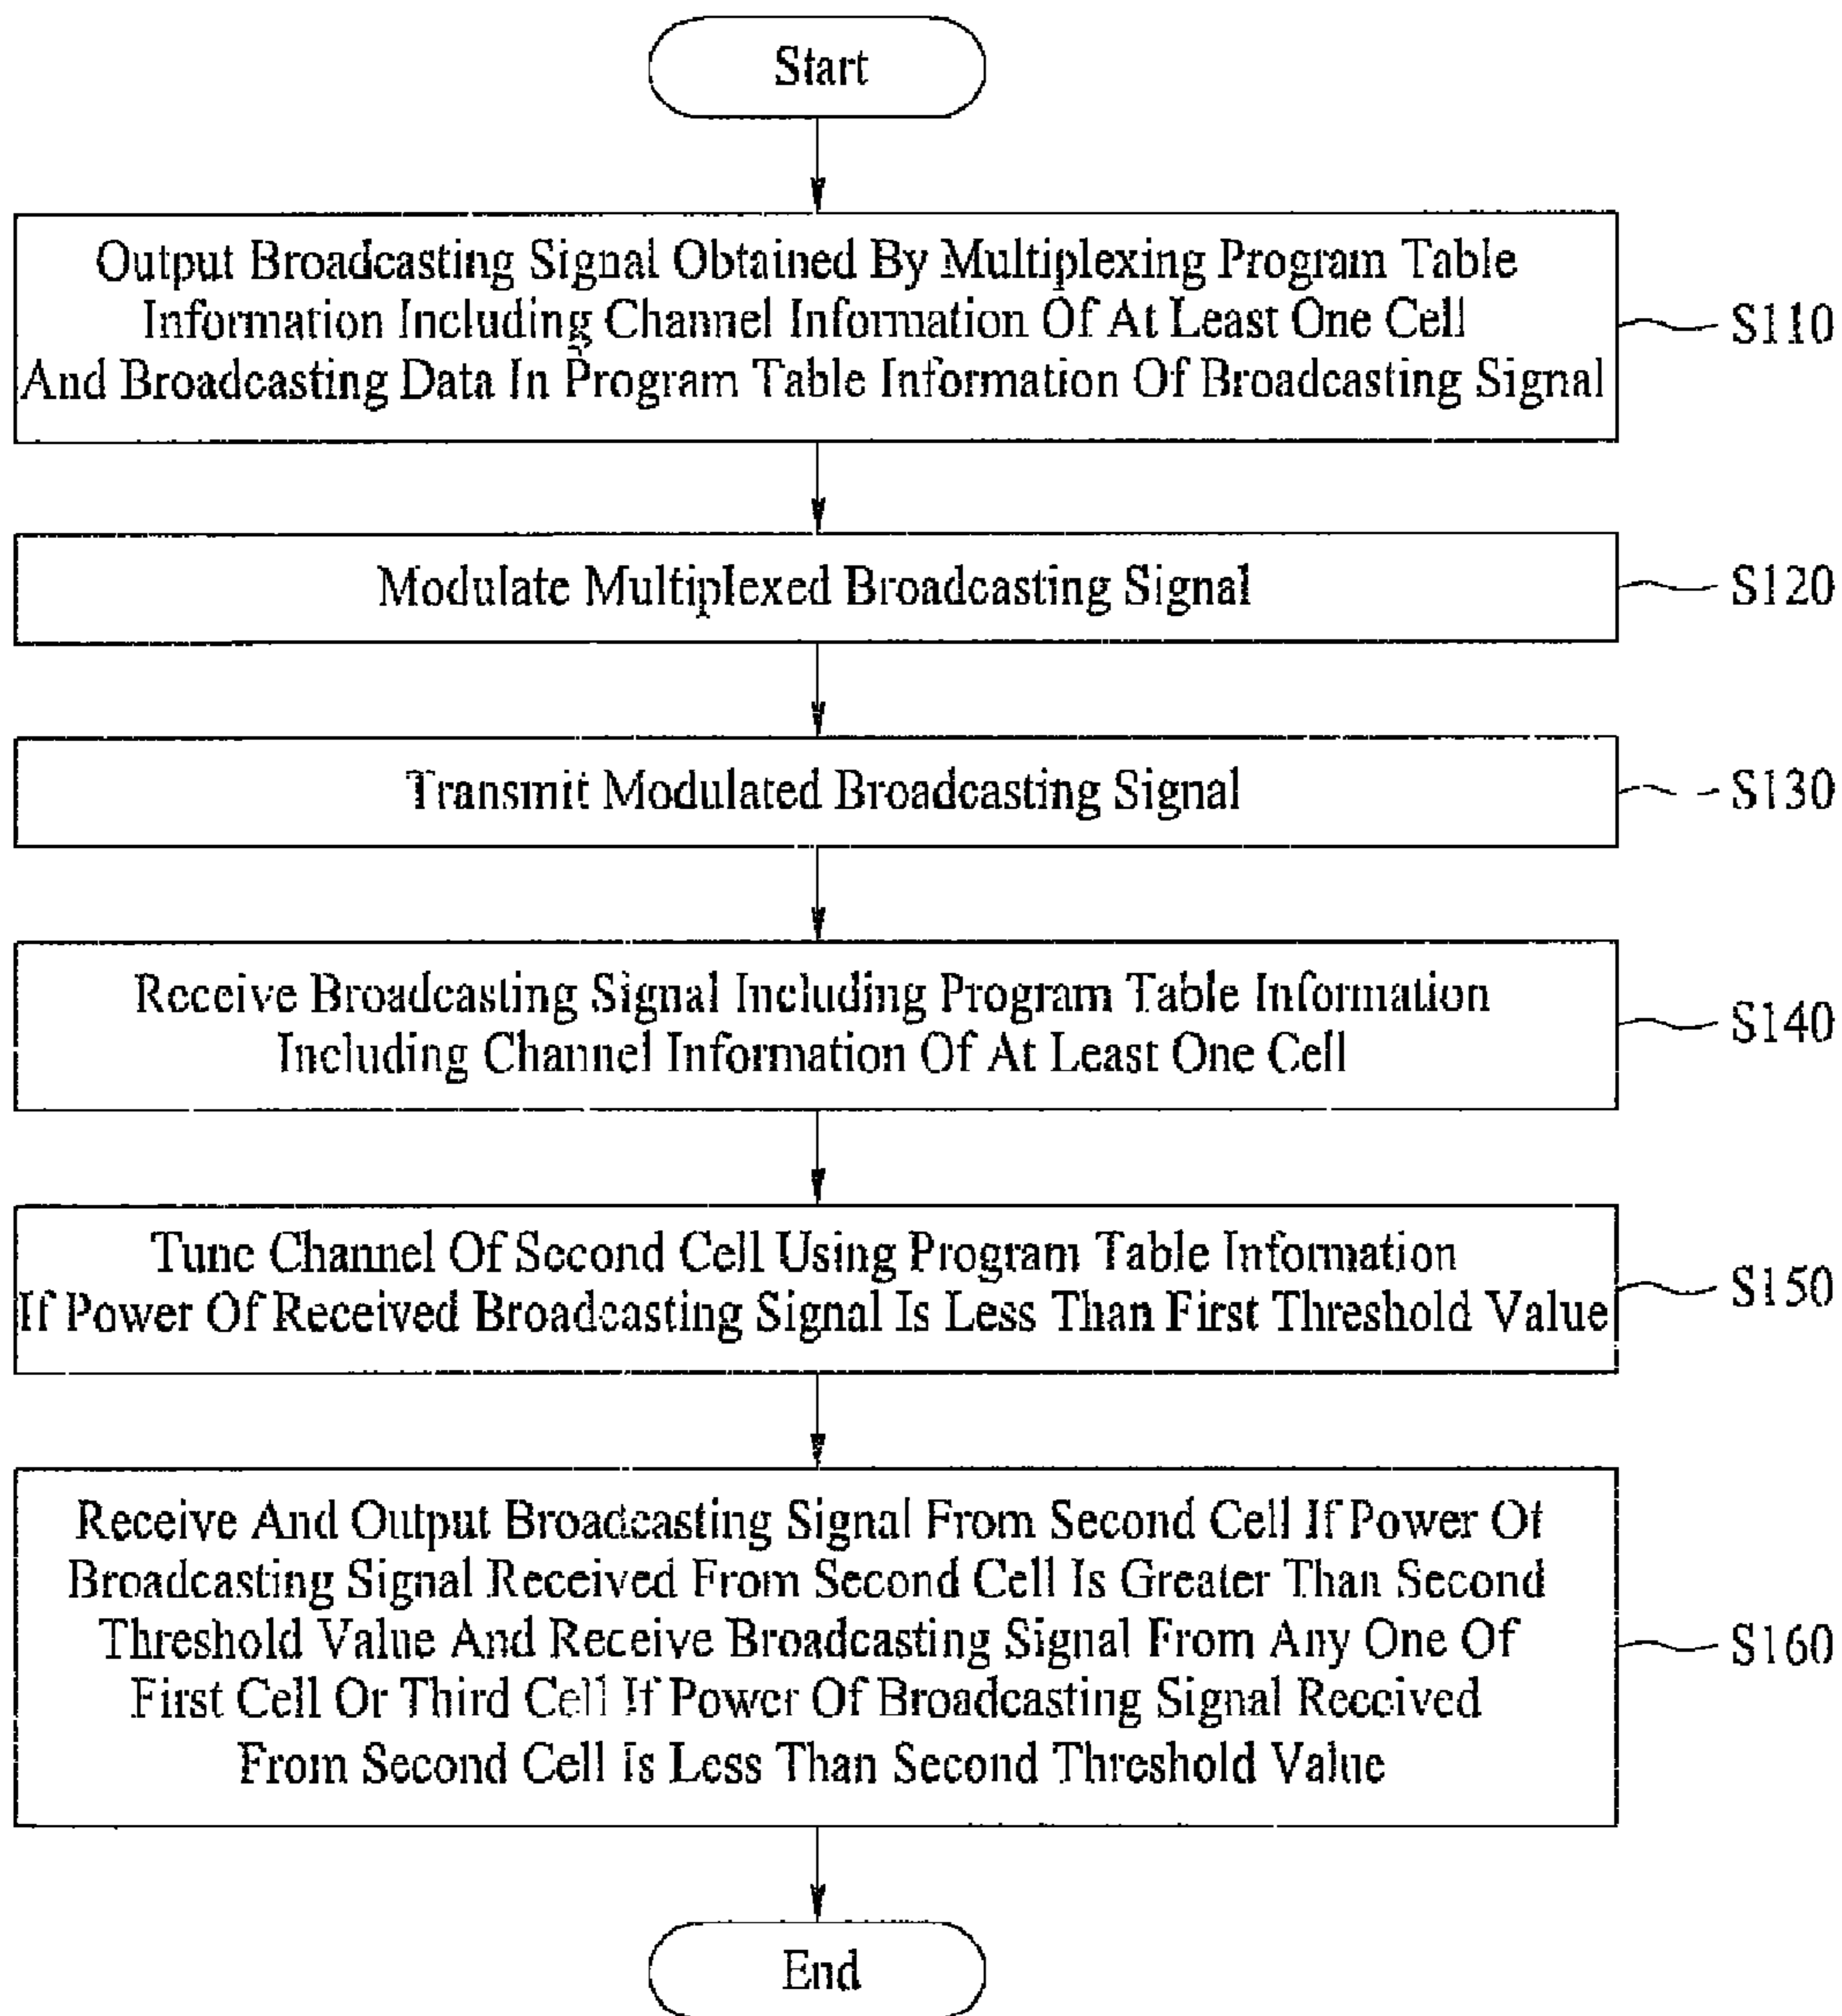 Start
Output Broadcasting Signal Obtained By Multiplexing Program Table
Information Including Channel Information Of At Least One Cell
And Broadcasting Data In Program Table Information Of Broadcasting Signal
S110
Modulate Multiplexed Broadcasting Signal
S120
Transmit Modulated Broadcasting Signal
S130
Receive Broadcasting Signal Including Program Table Information
Including Channel Information Of At Least One Cell
S140
Tune Channel Of Second Cell Using Program Table Information
If Power Of Received Broadcasting Signal Is Less Than First Threshold Value
S150
Receive And Output Broadcasting Signal From Second Cell If Power Of
Broadcasting Signal Received From Second Cell Is Greater Than Second
Threshold Value And Receive Broadcasting Signal From Any One Of
First Cell Or Third Cell If Power Of Broadcasting Signal Received
From Second Cell Is Less Than Second Threshold Value
S160
End